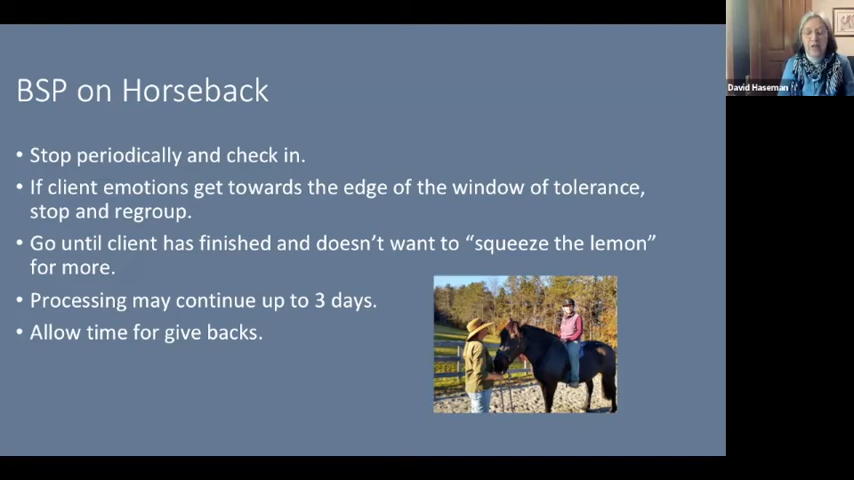 BSP on Horseback
David Haseman
• Stop periodically and check in.
• If client emotions get towards the edge of the window of tolerance,
stop and regroup.
• Go until client has finished and doesn't want to “squeeze the lemon”
for more.
• Processing may continue up to 3 days.
• Allow time for give backs.